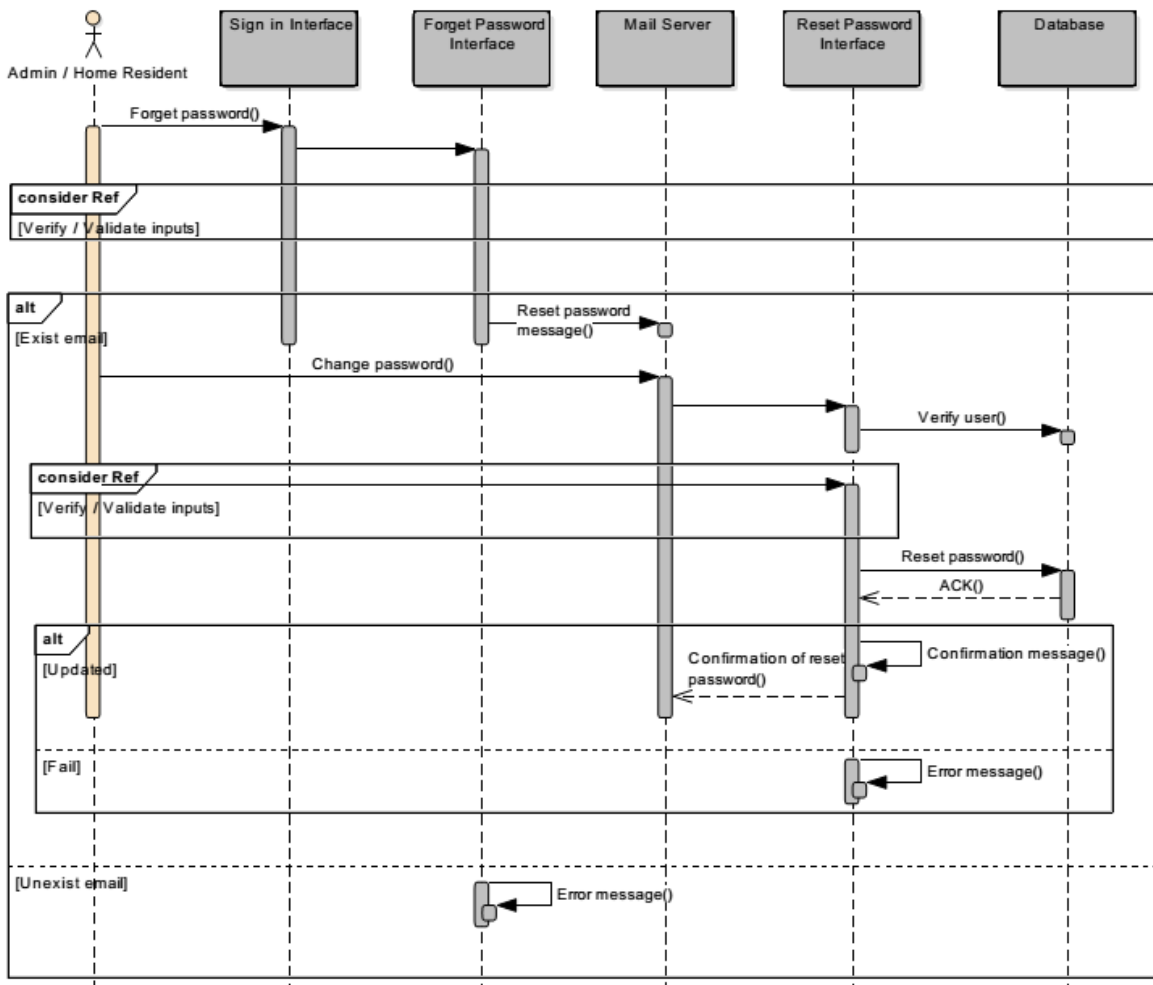 Sign in Interface
Forget Password
Interface
Mail Server
Reset Password
Interface
Database
Admin / Home Resident
Forget password()
consider Ref
[Verify / Validate inputs]
alt
[Exist email]
Reset password
message()
Change password()
Verify user()
consider Ref
[Verify / Validate inputs]
Reset password()
ACK()
alt
[Updated]
Confirmation message()
Confirmation of reset
password()
[Fail]
Error message()
[Unexist email]
Error message()